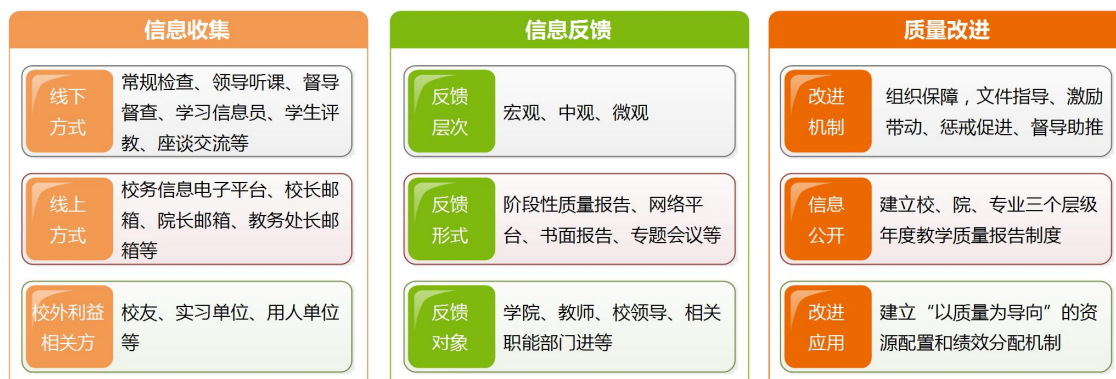 信息收集
线下
方式
常规检查、领导听课、督导
督查、学习信息员、学生评
教、座谈交流等
线上
方式
校务信息电子平台、校长邮
箱、院长邮箱、教务处长邮
箱等
校外利益
相关方
校友、实习单位、用人单位
等
信息反馈
反馈
层次
宏观、中观、微观
反馈
形式
阶段性质量报告、网络平
台、书面报告、专题会议等
反馈
对象
学院、教师、校领导、相关
职能部门进等
质量改进
改进
机制
组织保障，文件指导、激励
带动、惩戒促进、督导助推
信息
公开
建立校、院、专业三个层级
年度教学质量报告制度
改进
应用
建立“以质量为导向”的资
源配置和绩效分配机制